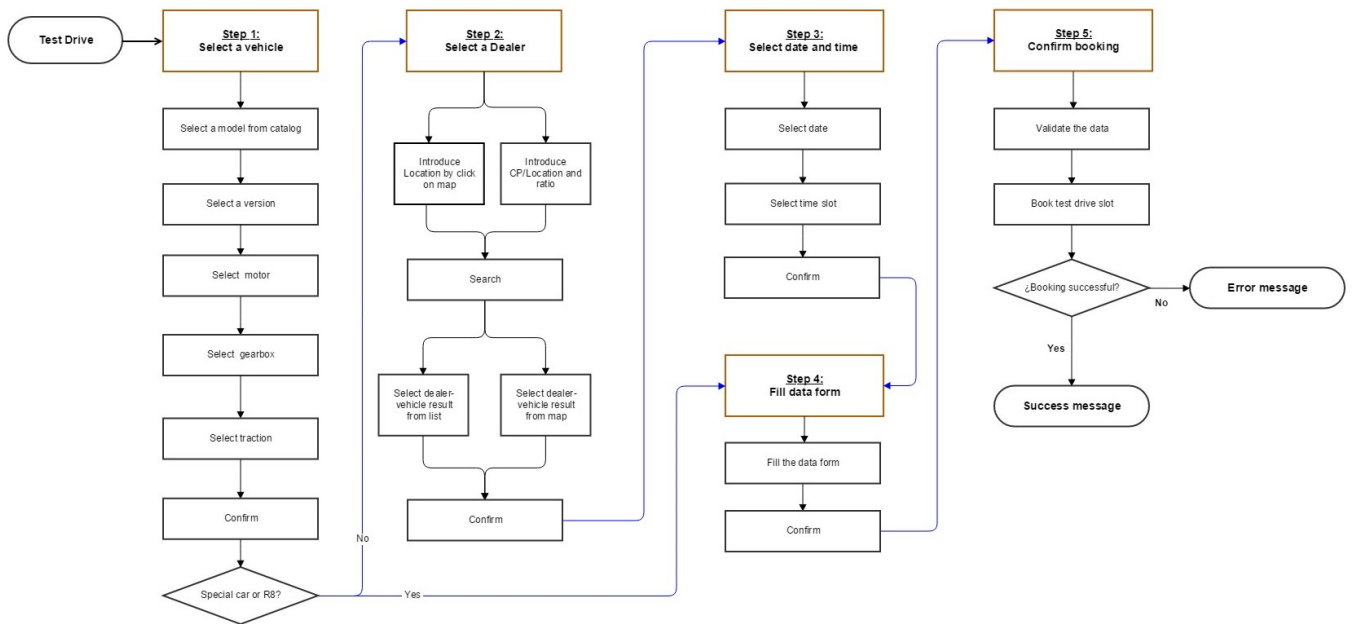 Test Drive
Step 1:
Select a vehicle
Select a model from catalog
Select a version
Select motor
Select gearbox
Select traction
Confirm
Special car or R8?
No
Yes
Step 2:
Select a Dealer
Introduce
Location by click
on map
Introduce
CP/Location and
ratio
Search
Select dealer-
vehicle result
from list
Select dealer-
vehicle result
from map
Confirm
Step 3:
Select date and time
Select date
Select time slot
Confirm
Step 4:
Fill data form
Fill the data form
Confirm
Step 5:
Confirm booking
Validate the data
Book test drive slot
¿Booking successful?
No
Error message
Yes
Success message